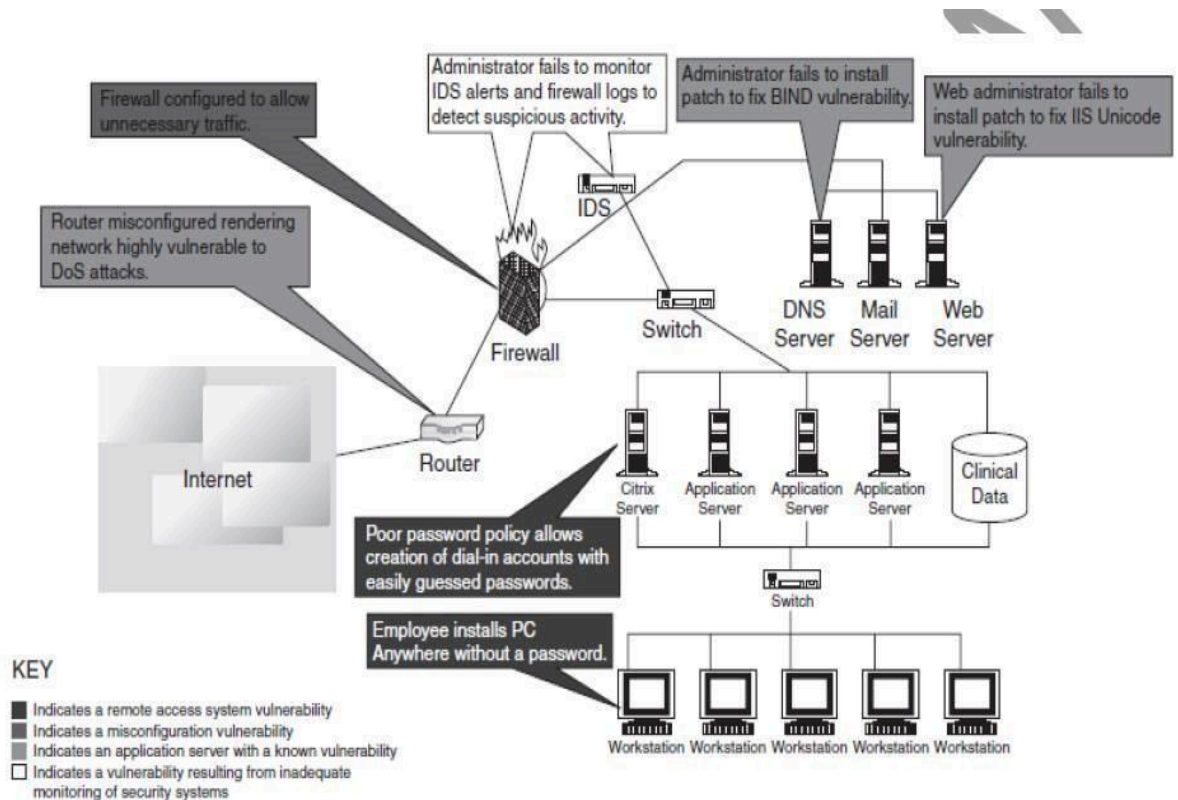 Administrator fails to monitor
IDS alerts and firewall logs to
detect suspicious activity.
Administrator fails to install
patch to fix BIND vulnerability.
Web administrator fails to
install patch to fix IIS Unicode
vulnerability.
Firewall configured to allow
unnecessary traffic.
Router misconfigured rendering
network highly vulnerable to
DoS attacks.
IDS
Firewall
Switch
DNS
Server
Mail
Server
Web
Server
Internet
Router
Citrix
Server
Application
Server
Application
Server
Application
Server
Clinical
Data
Poor password policy allows
creation of dial-in accounts with
easily guessed passwords.
Switch
Employee installs PC
Anywhere without a password.
Workstation Workstation Workstation Workstation Workstation
KEY
Indicates a remote access system vulnerability
Indicates a misconfiguration vulnerability
Indicates an application server with a known vulnerability
Indicates a vulnerability resulting from inadequate
monitoring of security systems